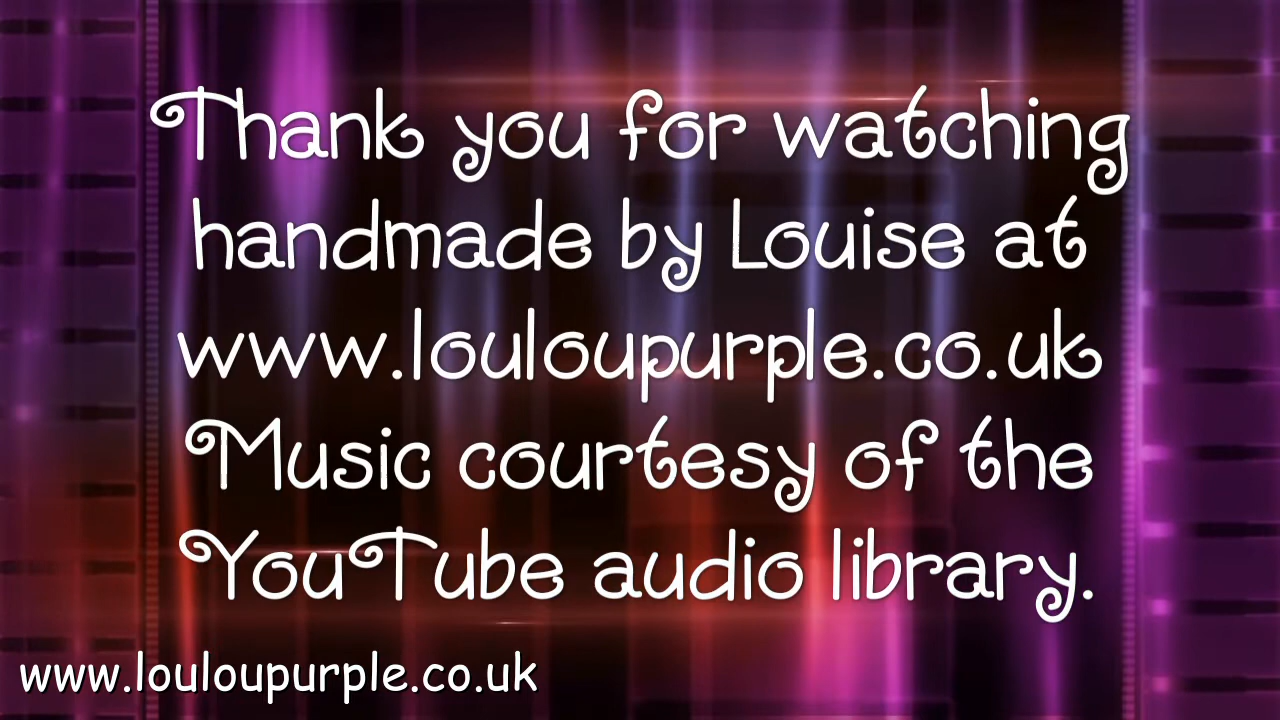 Thank you for watching
handmade by Louise at
www.louloupurple.co.uk
Music courtesy of the
YouTube audio library.
www.louloupurple.co.uk